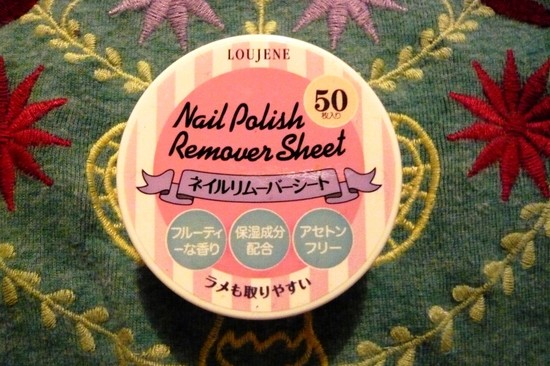 LOUJENE
Nail Polish
Remover Sheet
50
枚入り
ネイルリムーバーシート
フルーティ
ーな香り
保湿成分
配合
アセトン
フリー
ラメも取りやすい